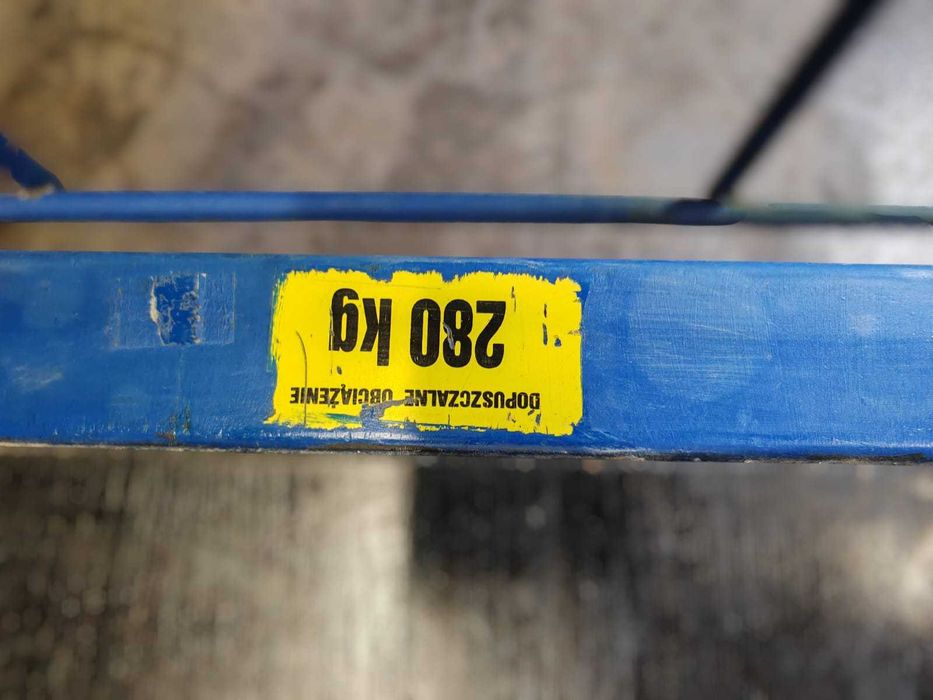 DOPUSZCZALNE OBCIĄŻENIE
280 kg